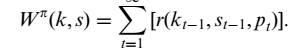 W^π(k, s) = ∑_{t=1} [r(k_{t−1}, s_{t−1}, p_t)].